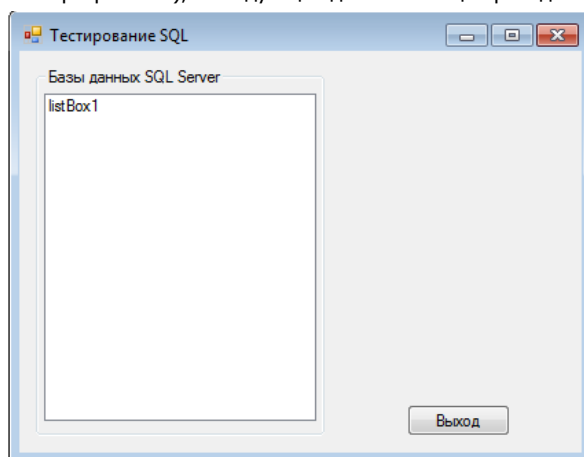 Тестирование SQL
Базы данных SQL Server
listBox1
Выход